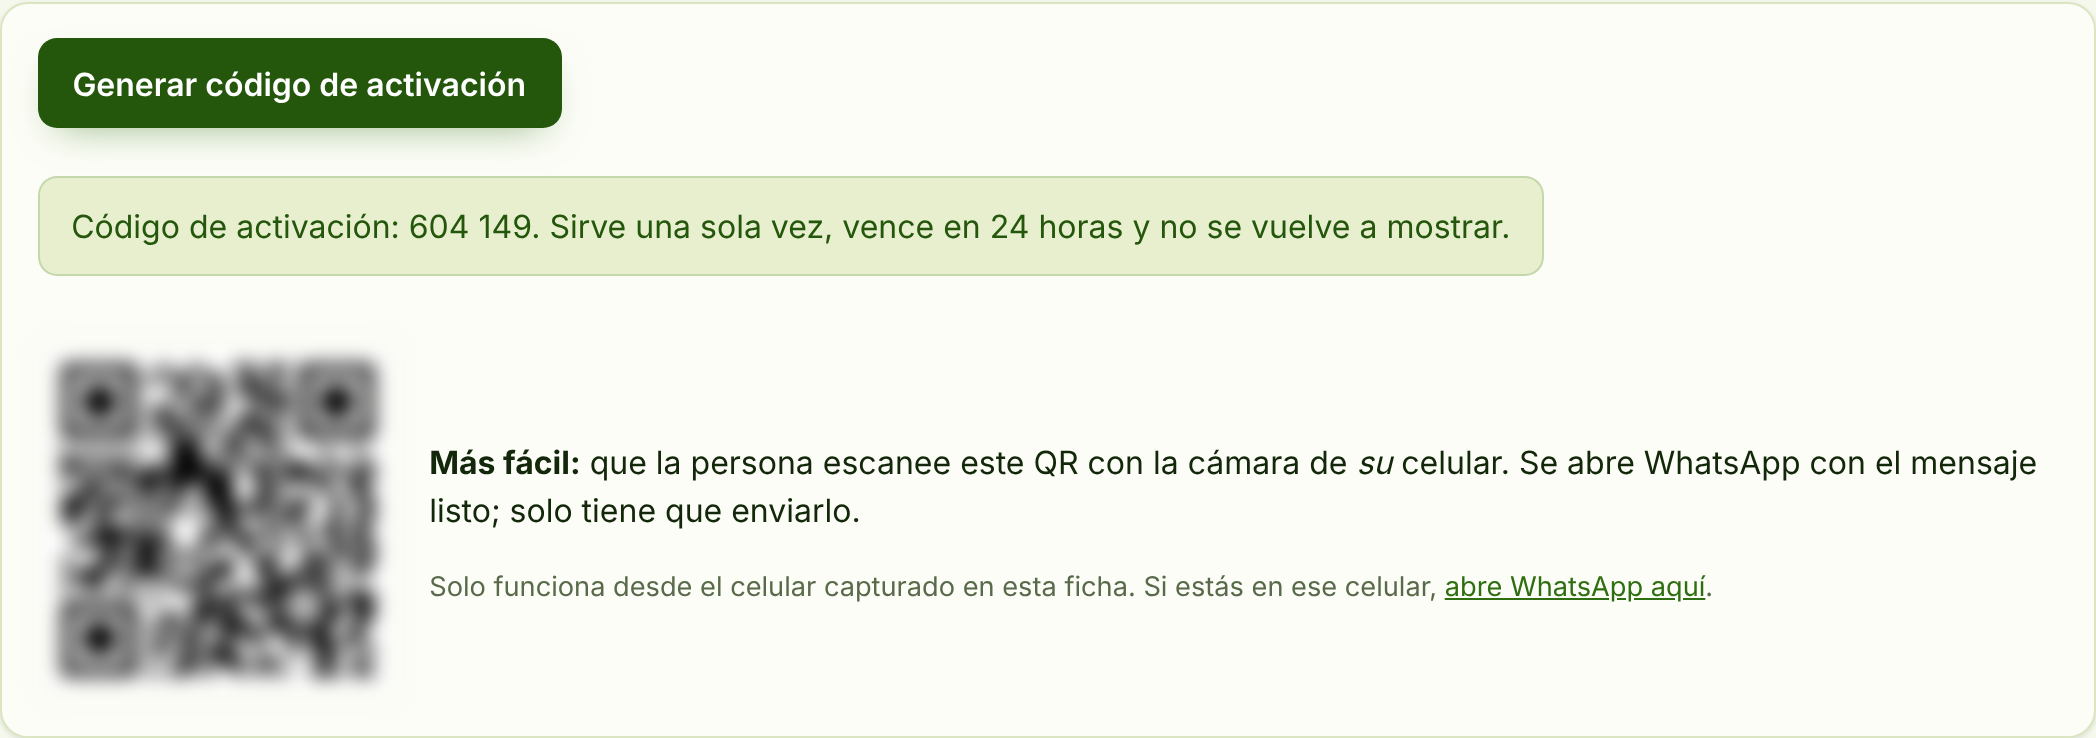 Generar código de activación
Código de activación: 604 149. Sirve una sola vez, vence en 24 horas y no se vuelve a mostrar.
Más fácil: que la persona escanee este QR con la cámara de su celular. Se abre WhatsApp con el mensaje
listo; solo tiene que enviarlo.
Solo funciona desde el celular capturado en esta ficha. Si estás en ese celular, abre WhatsApp aquí.